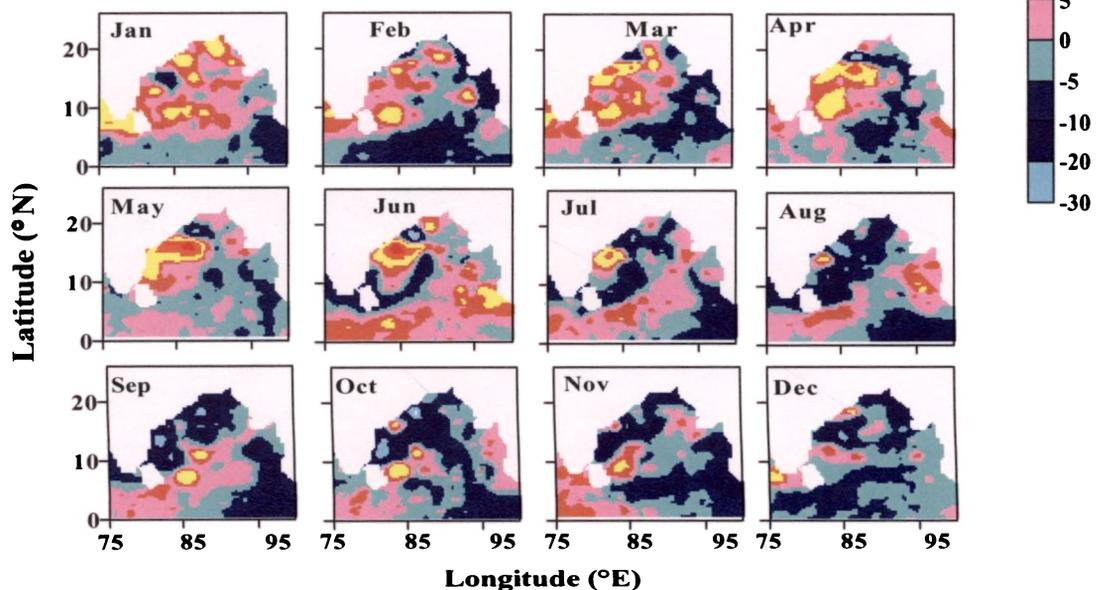 Jan Feb Mar Apr
20
10
0
May Jun Jul Aug
20
10
0
Sep Oct Nov Dec
20
10
0
75 85 95 75 85 95 75 85 95 75 85 95
Longitude (°E)
Latitude (°N)
5
0
-5
-10
-20
-30